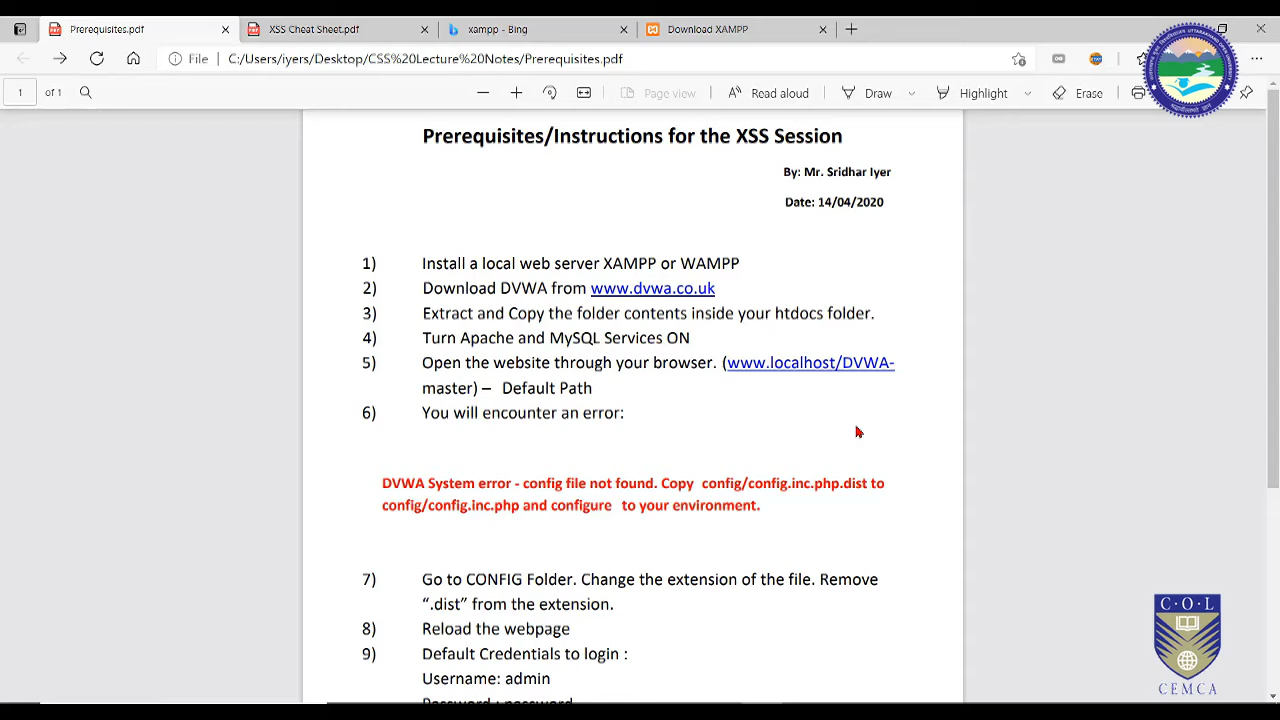 Prerequisites.pdf
XSS Cheat Sheet.pdf
xampp - Bing
Download XAMPP
File
C:/Users/iyers/Desktop/CSS%20Lecture%20Notes/Prerequisites.pdf
1 of 1
Page view
Read aloud
Draw
Highlight
Erase
Prerequisites/Instructions for the XSS Session
By: Mr. Sridhar Iyer
Date: 14/04/2020
1) Install a local web server XAMPP or WAMPP
2) Download DVWA from www.dvwa.co.uk
3) Extract and Copy the folder contents inside your htdocs folder.
4) Turn Apache and MySQL Services ON
5) Open the website through your browser. (www.localhost/DVWA-
master) – Default Path
6) You will encounter an error:
DVWA System error - config file not found. Copy config/config.inc.php.dist to
config/config.inc.php and configure to your environment.
7) Go to CONFIG Folder. Change the extension of the file. Remove
“.dist” from the extension.
8) Reload the webpage
9) Default Credentials to login :
Username: admin
Password : password
C·O·L
CEMCA